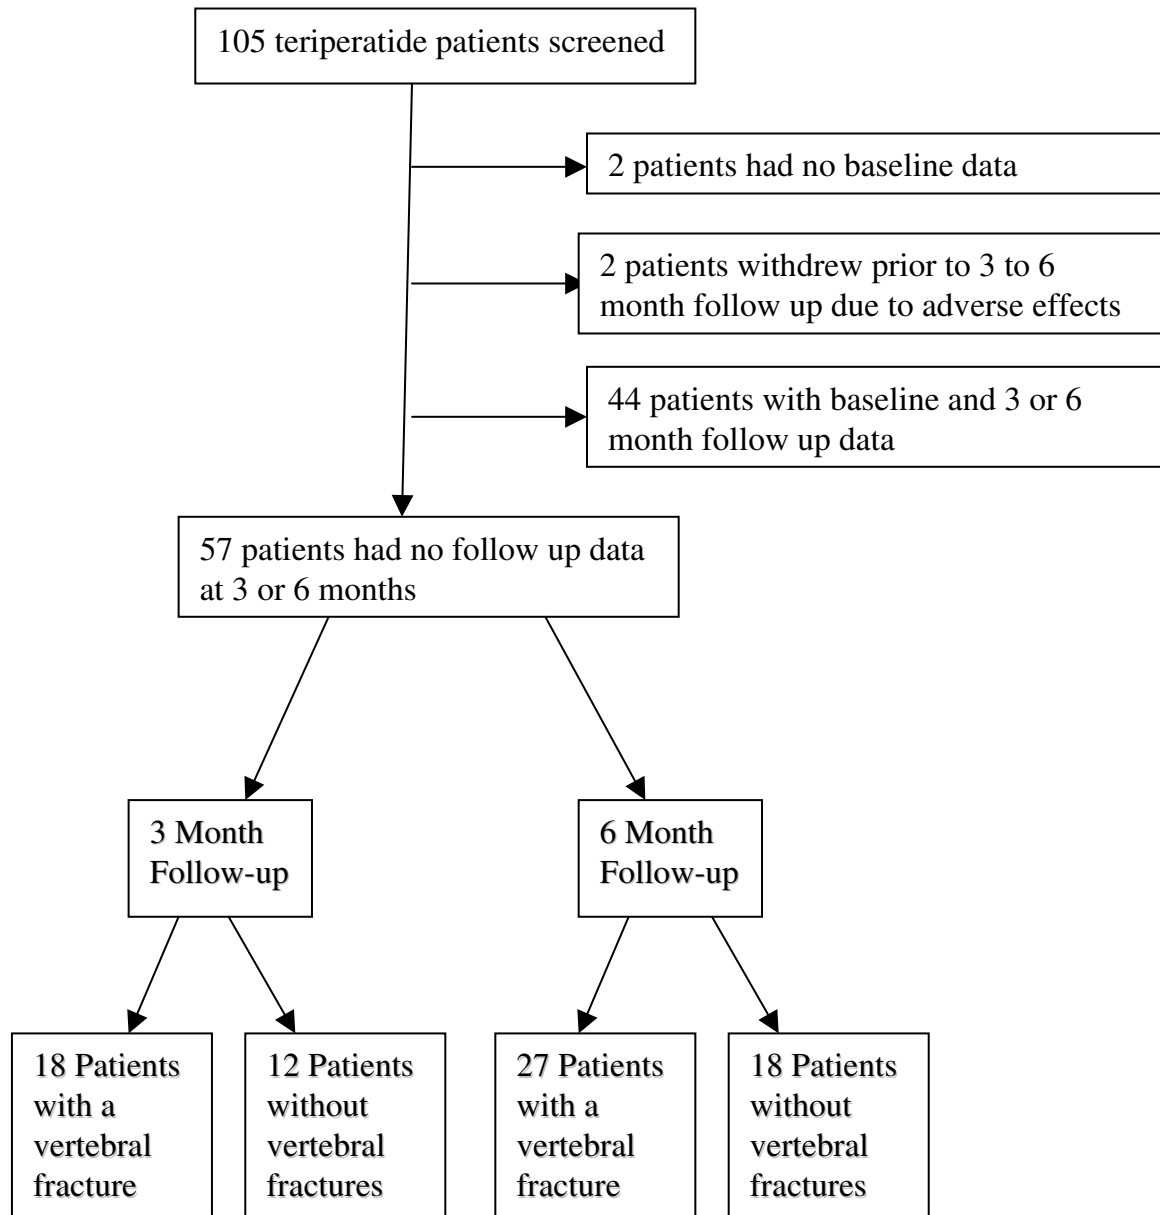 105 teriperatide patients screened
2 patients had no baseline data
2 patients withdrew prior to 3 to 6
month follow up due to adverse effects
44 patients with baseline and 3 or 6
month follow up data
57 patients had no follow up data
at 3 or 6 months
3 Month
Follow-up
6 Month
Follow-up
18 Patients
with a
vertebral
fracture
12 Patients
without
vertebral
fractures
27 Patients
with a
vertebral
fracture
18 Patients
without
vertebral
fractures